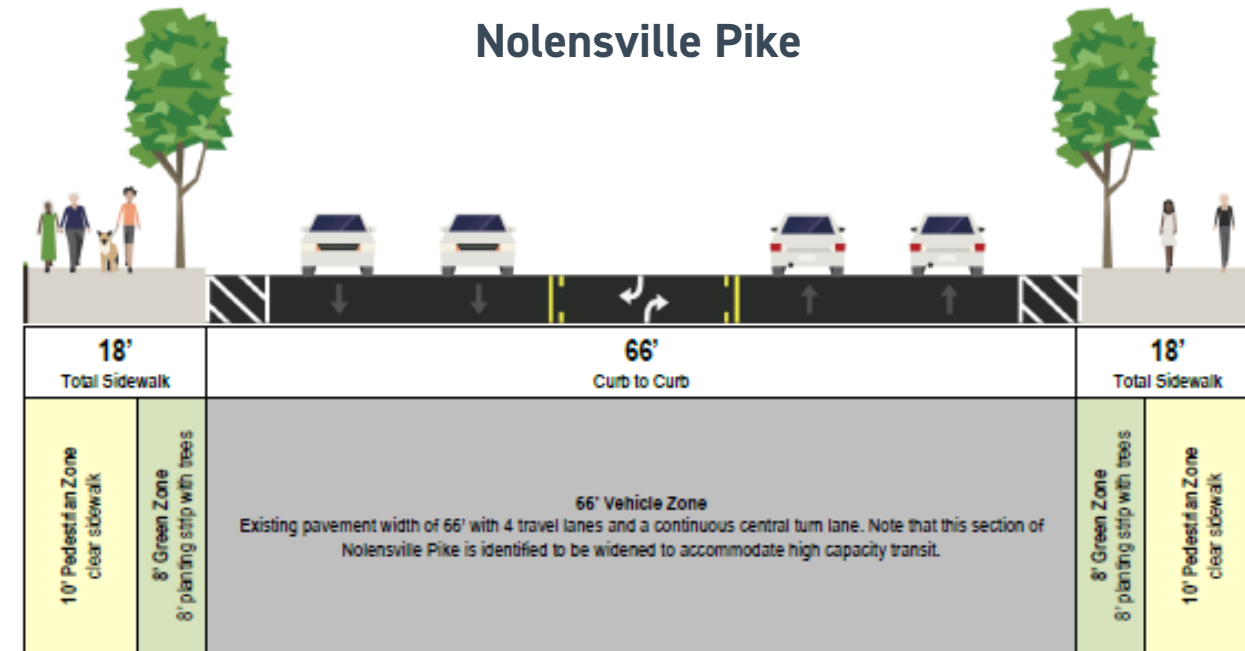 Nolensville Pike
18'
Total Sidewalk
66'
Curb to Curb
18'
Total Sidewalk
10' Pedestrian Zone
clear sidewalk
8' Green Zone
8' planting strip with trees
66' Vehicle Zone
Existing pavement width of 66' with 4 travel lanes and a continuous central turn lane. Note that this section of
Nolensville Pike is identified to be widened to accommodate high capacity transit.
8' Green Zone
8' planting strip with trees
10' Pedestrian Zone
clear sidewalk